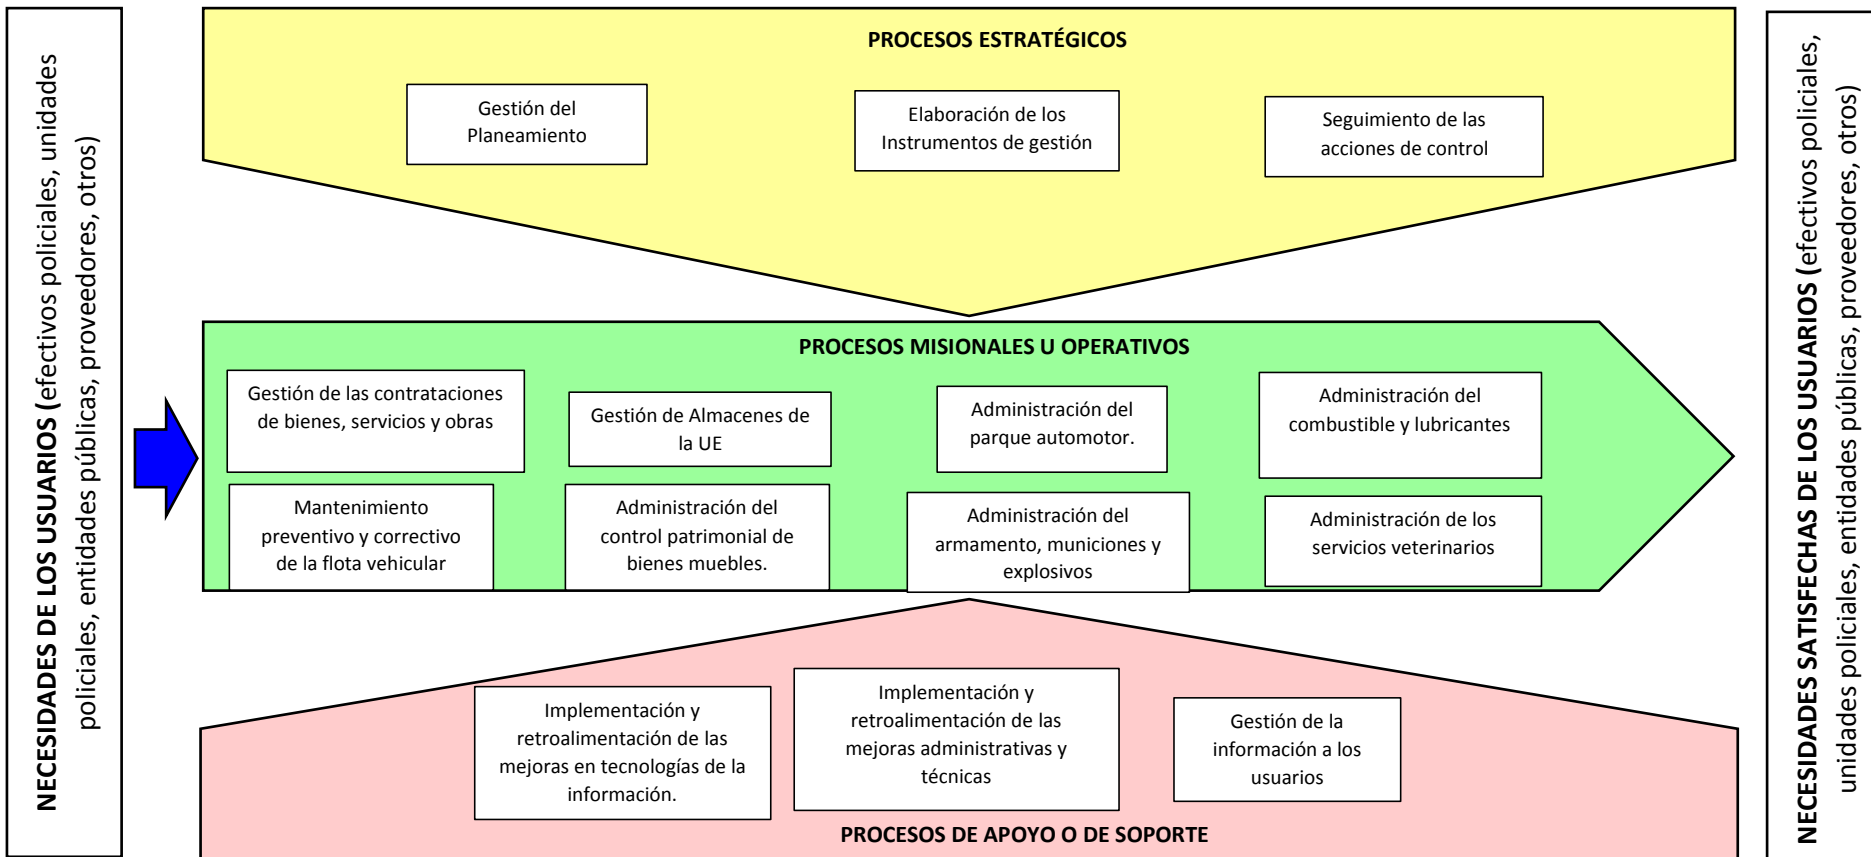 NECESIDADES DE LOS USUARIOS (efectivos policiales, unidades
policiales, entidades públicas, proveedores, otros)
PROCESOS ESTRATÉGICOS
Gestión del
Planeamiento
Elaboración de los
Instrumentos de gestión
Seguimiento de las
acciones de control
PROCESOS MISIONALES U OPERATIVOS
Gestión de las contrataciones
de bienes, servicios y obras
Gestión de Almacenes de
la UE
Administración del
parque automotor.
Administración del
combustible y lubricantes
Mantenimiento
preventivo y correctivo
de la flota vehicular
Administración del
control patrimonial de
bienes muebles.
Administración del
armamento, municiones y
explosivos
Administración de los
servicios veterinarios
Implementación y
retroalimentación de las
mejoras en tecnologías de la
información.
Implementación y
retroalimentación de las
mejoras administrativas y
técnicas
Gestión de la
información a los
usuarios
PROCESOS DE APOYO O DE SOPORTE
NECESIDADES SATISFECHAS DE LOS USUARIOS (efectivos policiales,
unidades policiales, entidades públicas, proveedores, otros)